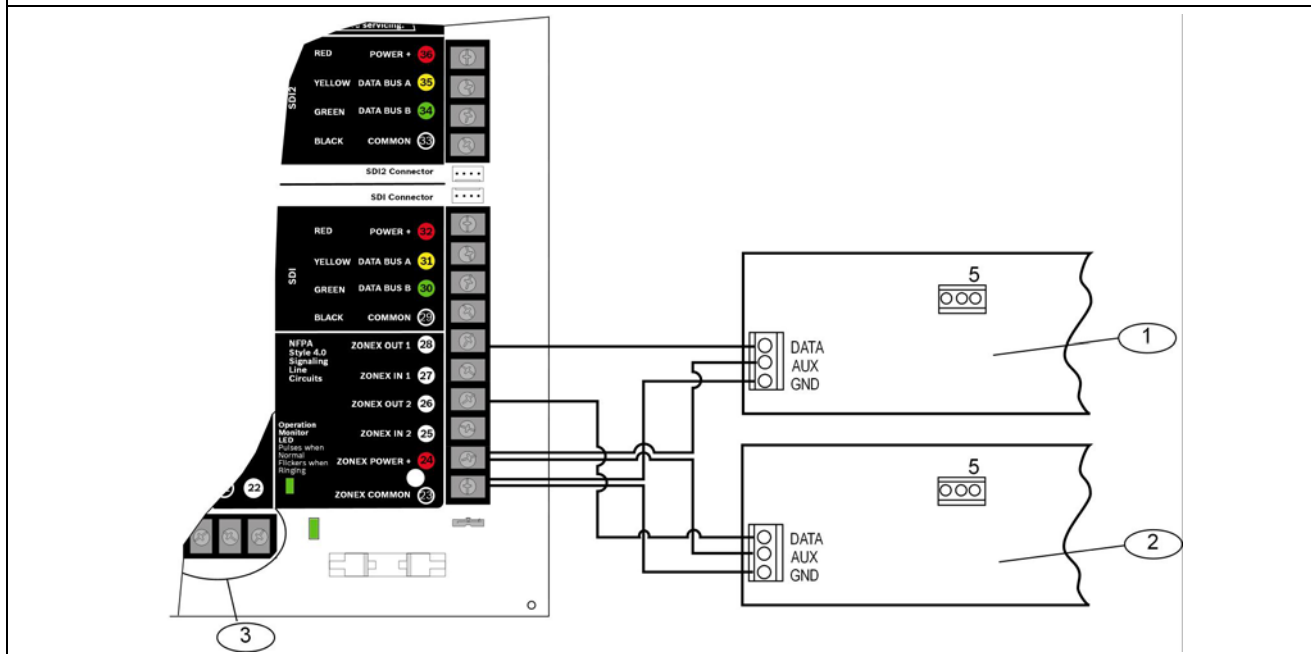 re servicing.
SDI2
RED POWER + 36
YELLOW DATA BUS A 35
GREEN DATA BUS B 34
BLACK COMMON 33
SDI2 Connector
SDI Connector
SDI
RED POWER + 32
YELLOW DATA BUS A 31
GREEN DATA BUS B 30
BLACK COMMON 29
NFPA
Style 4.0
Signaling
Line
Circuits
ZONEX OUT 1 28
ZONEX IN 1 27
ZONEX OUT 2 26
ZONEX IN 2 25
ZONEX POWER + 24
ZONEX COMMON 23
Operation
Monitor
LED
Pulses when
Normal
Flickers when
Ringing
22
3
5
DATA
AUX
GND
1
5
DATA
AUX
GND
2